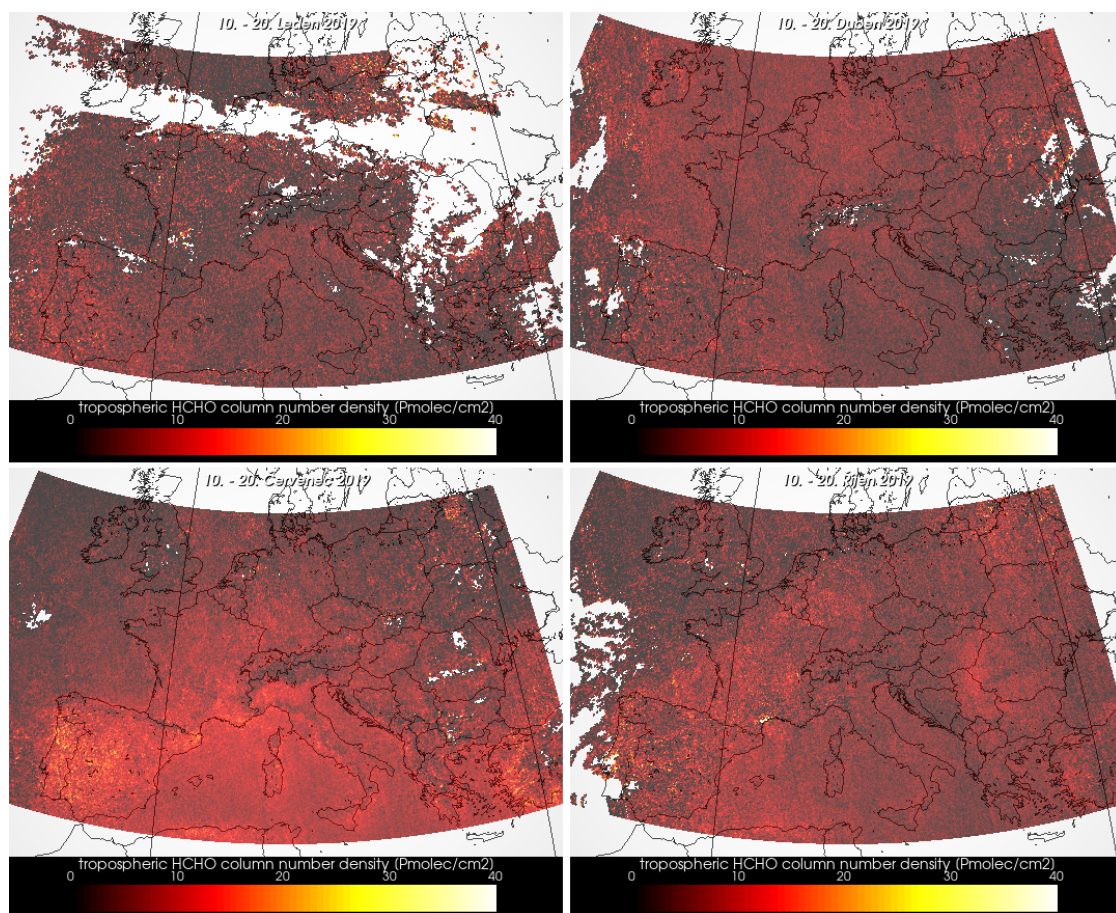 10. - 20. Leden 2019
tropospheric HCHO column number density [Pmolec/cm2]
0 10 20 30 40
10. - 20. Duben 2019
tropospheric HCHO column number density [Pmolec/cm2]
0 10 20 30 40
10. - 20. Cervenec 2019
tropospheric HCHO column number density [Pmolec/cm2]
0 10 20 30 40
10. - 20. Rijen 2019
tropospheric HCHO column number density [Pmolec/cm2]
0 10 20 30 40